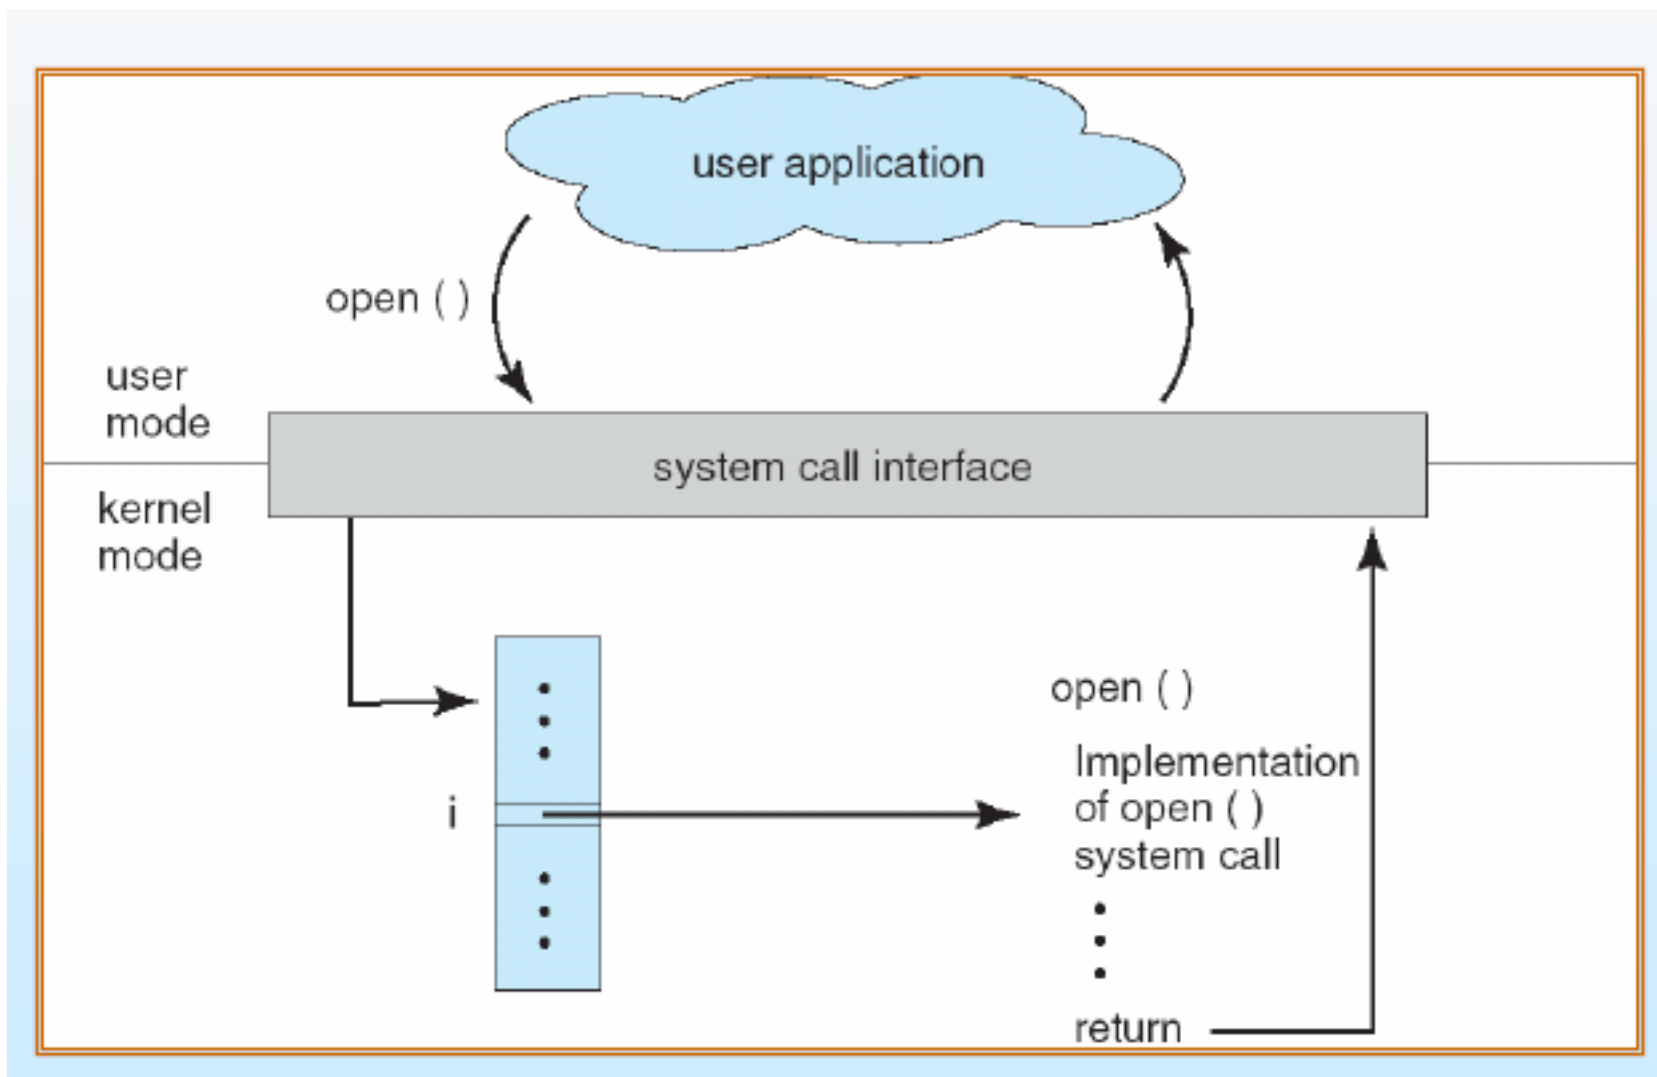 user application
open ( )
user
mode
system call interface
kernel
mode
open ( )
Implementation
i
of open ( )
system call
return